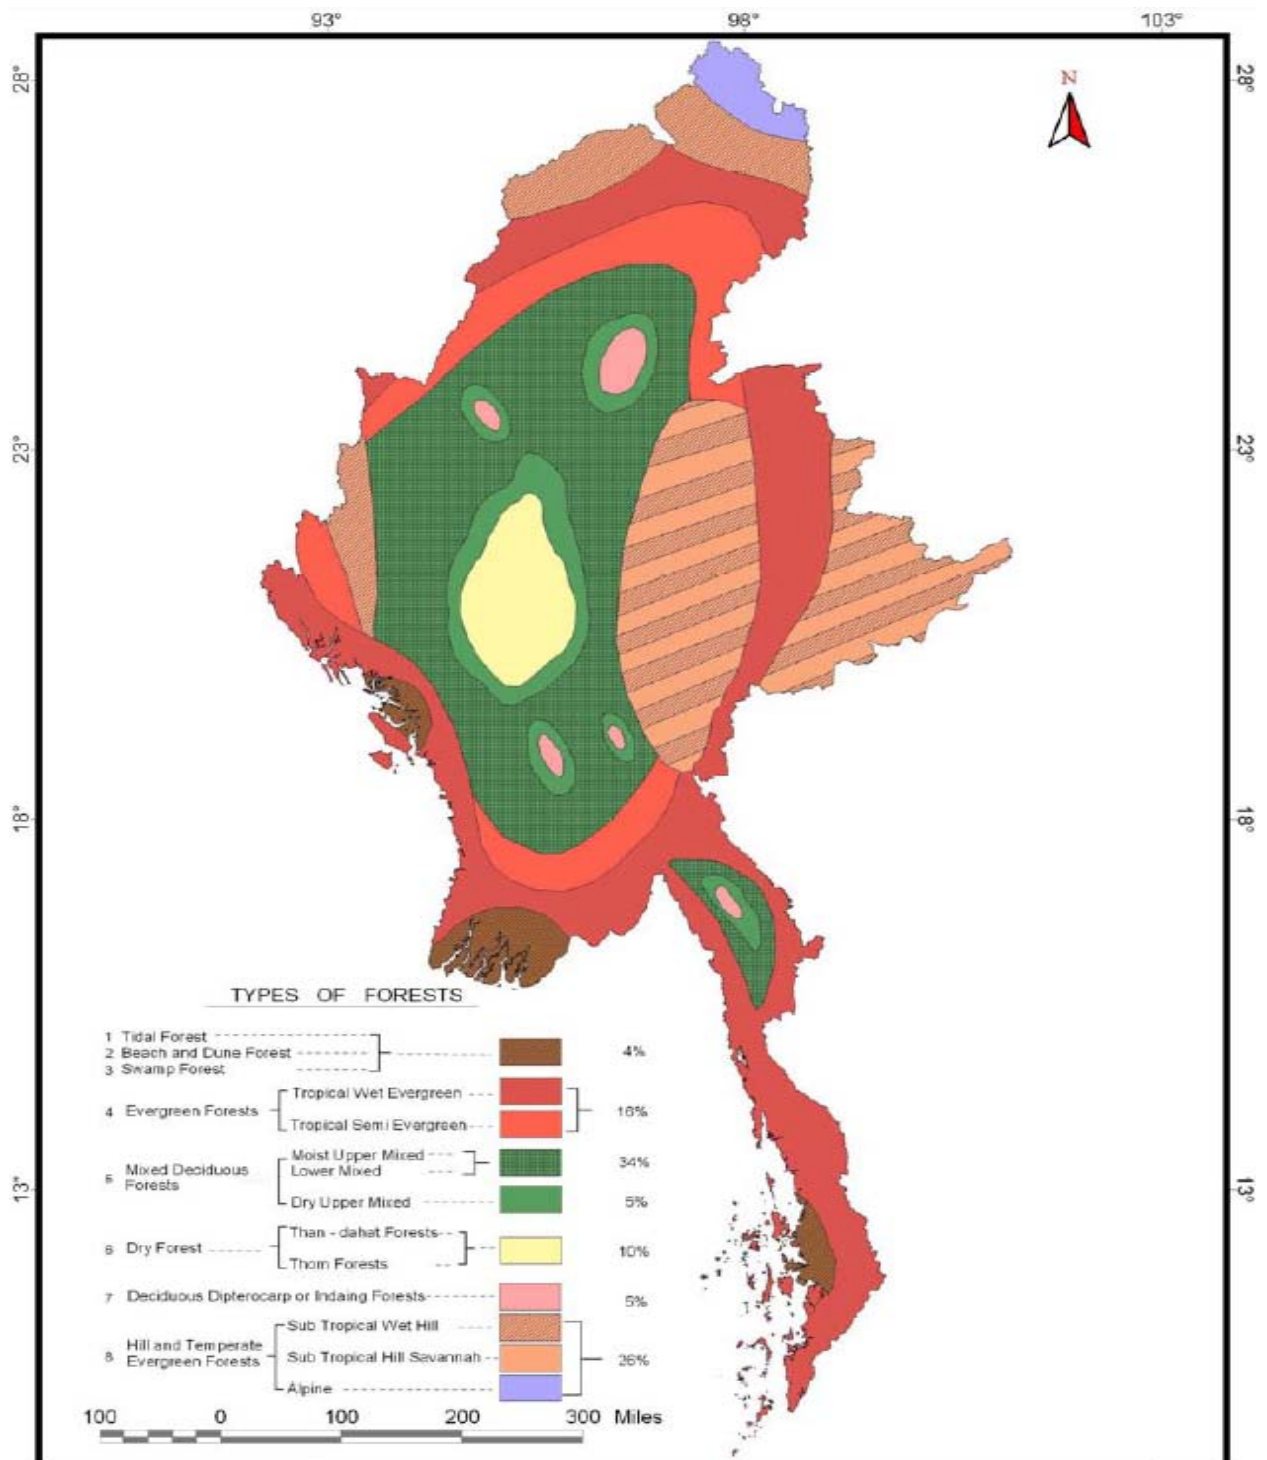 93° 98° 103°
28° 28°
N
23° 23°
18° 18°
13° 13°
TYPES OF FORESTS
1 Tidal Forest
2 Beach and Dune Forest
3 Swamp Forest
4%
4 Evergreen Forests
Tropical Wet Evergreen
Tropical Semi Evergreen
16%
5 Mixed Deciduous
Forests
Moist Upper Mixed
Lower Mixed
34%
Dry Upper Mixed
5%
6 Dry Forest
Than - dahat Forests
Thorn Forests
10%
7 Deciduous Dipterocarp or Indaing Forests
5%
8 Hill and Temperate
Evergreen Forests
Sub Tropical Wet Hill
Sub Tropical Hill Savannah
Alpine
26%
100 0 100 200 300 Miles